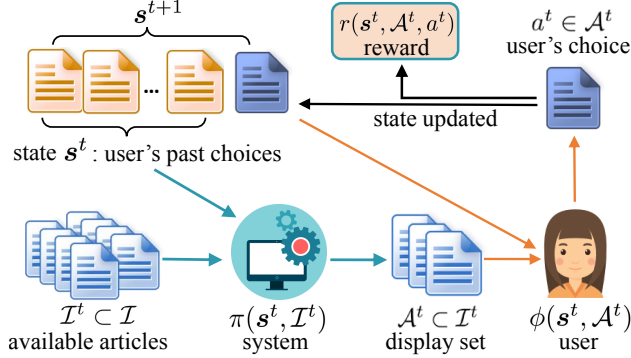 s^{t+1}
r(s^t, A^t, a^t)
reward
a^t ∈ A^t
user's choice
...
state updated
state s^t : user's past choices
I^t ⊂ I
available articles
π(s^t, I^t)
system
A^t ⊂ I^t
display set
ϕ(s^t, A^t)
user